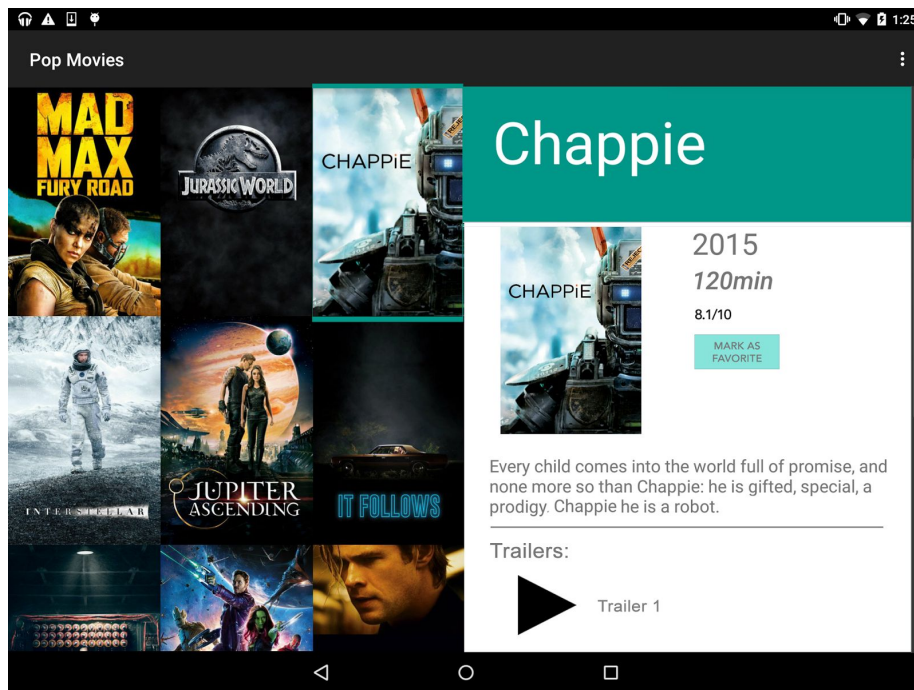 1:25
Pop Movies
MAD
MAX
FURY ROAD
JURASSIC WORLD
CHAPPiE
REJECT
INTERSTELLAR
JUPITER
ASCENDING
IT FOLLOWS
Chappie
CHAPPiE
2015
120min
8.1/10
MARK AS
FAVORITE
Every child comes into the world full of promise, and
none more so than Chappie: he is gifted, special, a
prodigy. Chappie he is a robot.
Trailers:
Trailer 1